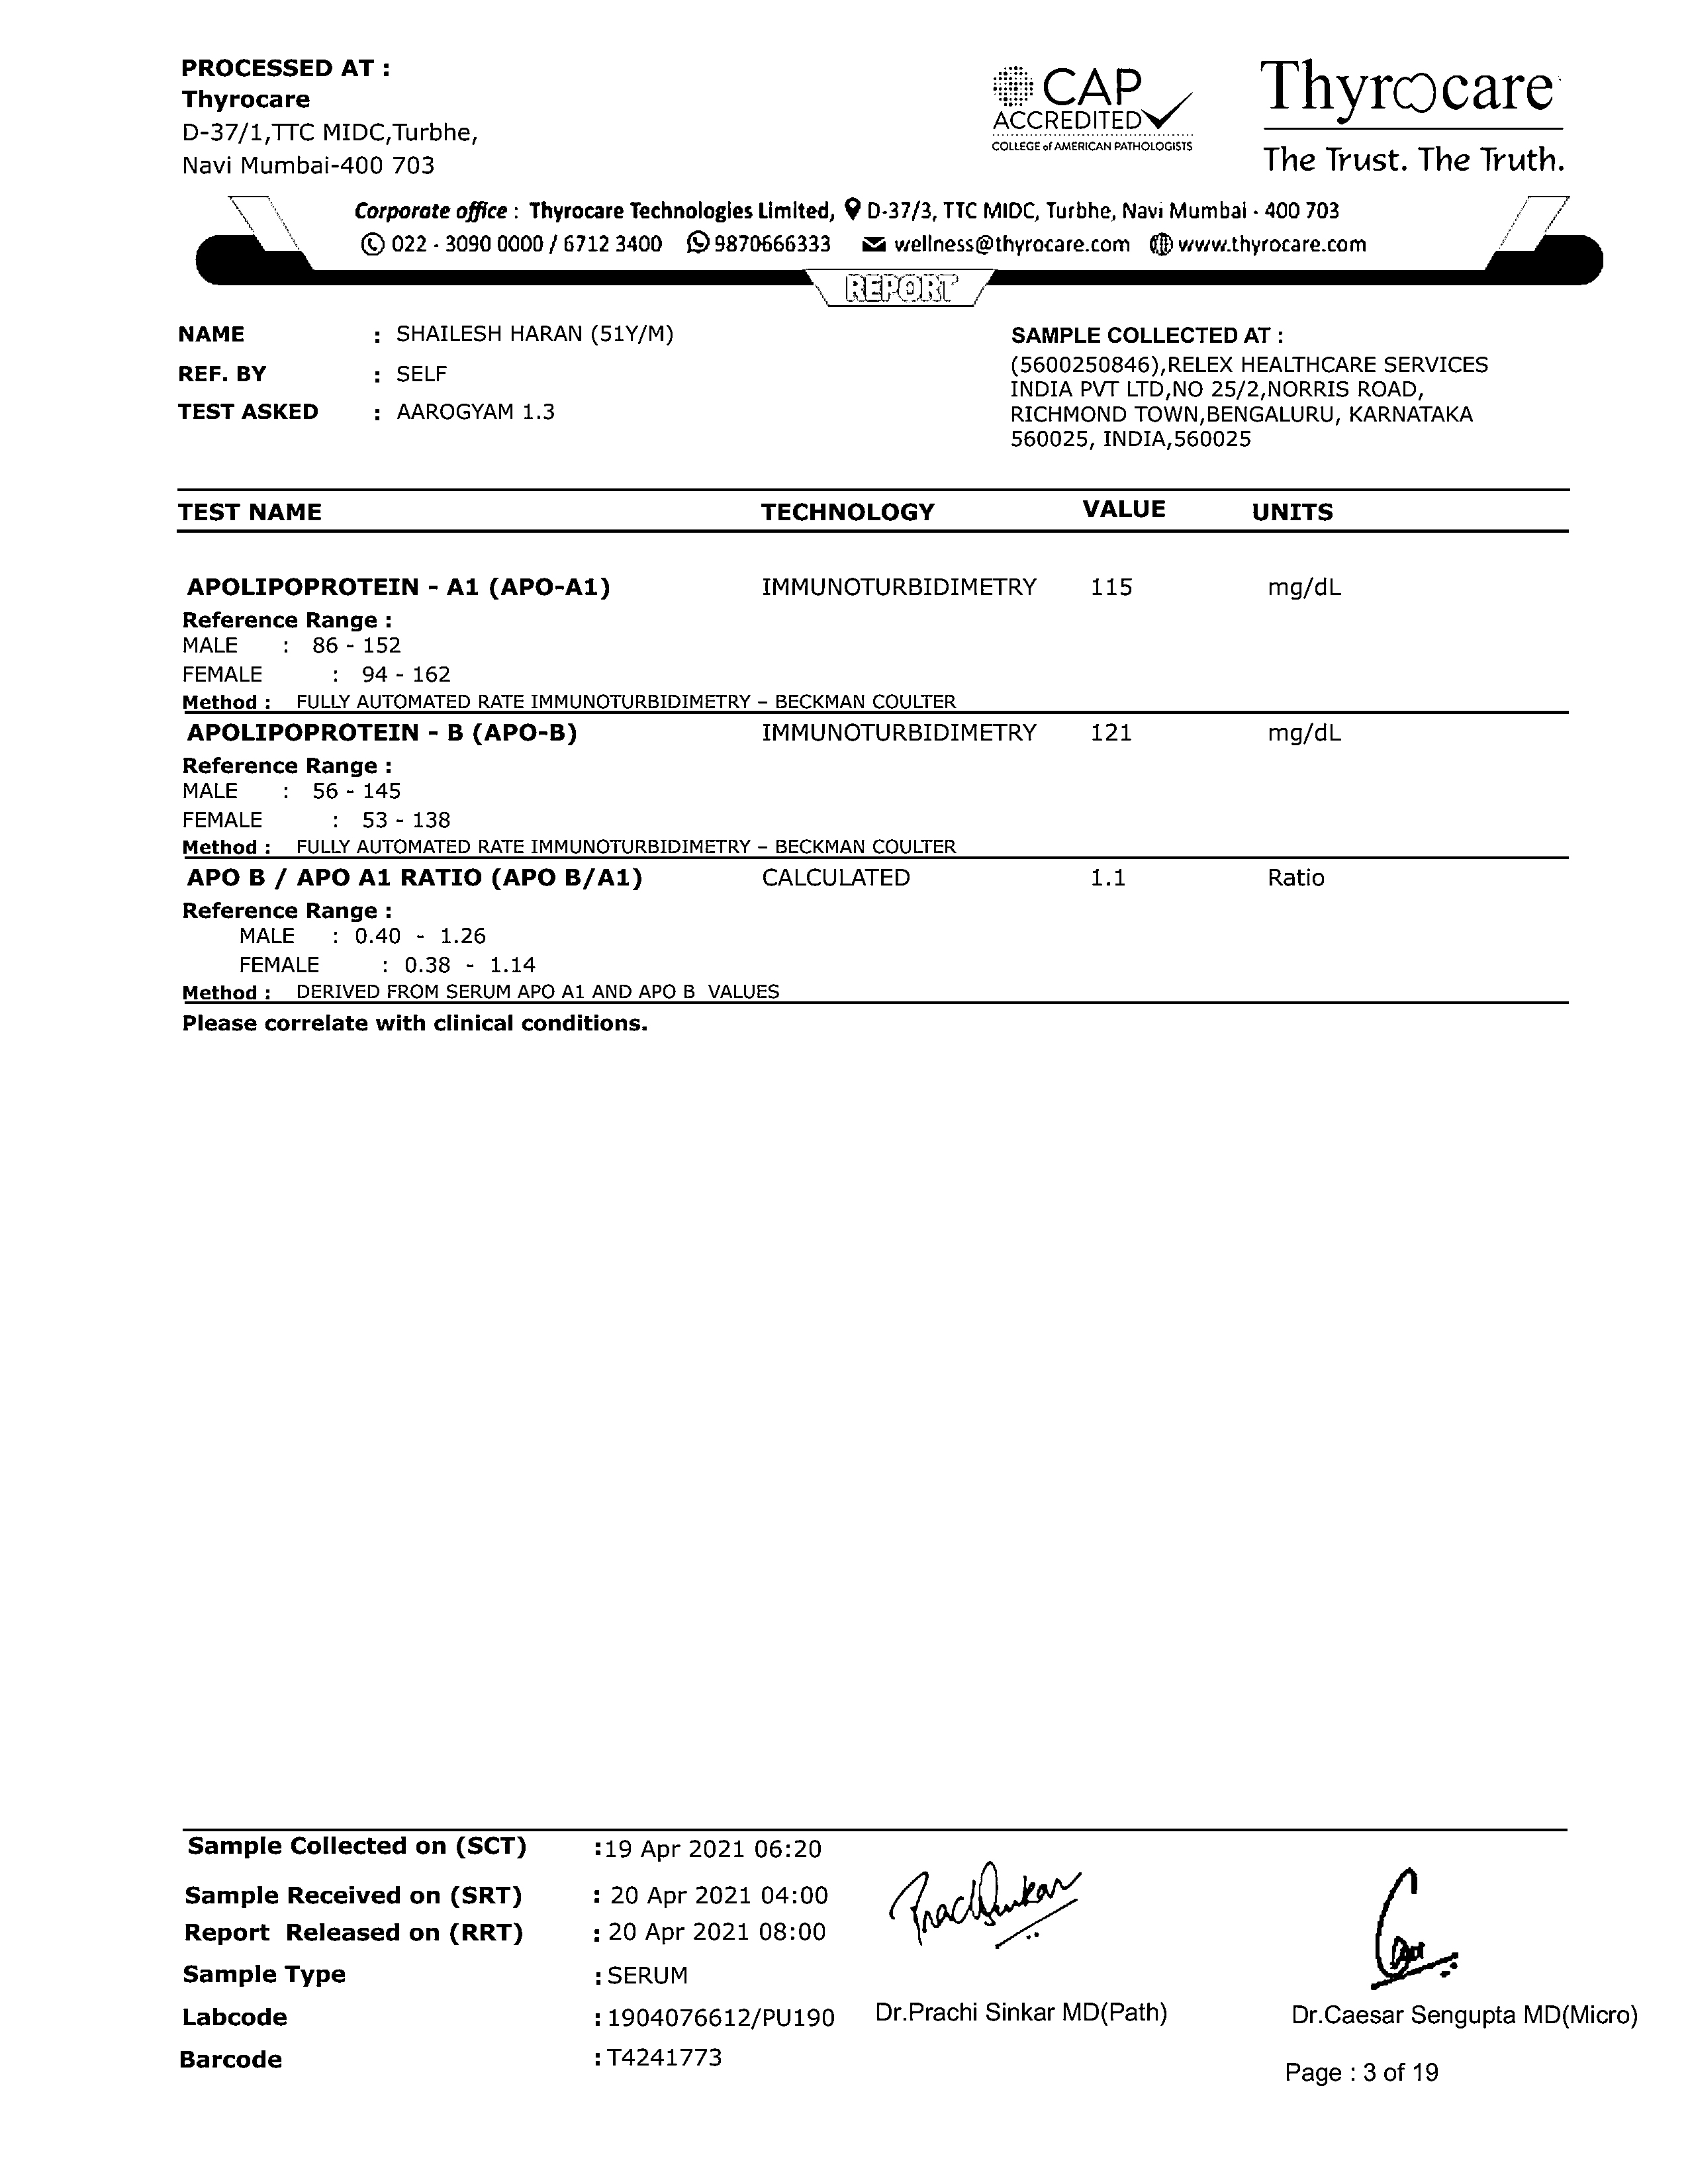 PROCESSED AT :
Thyrocare
D-37/1,TTC MIDC,Turbhe,
Navi Mumbai-400 703
CAP
ACCREDITED
COLLEGE of AMERICAN PATHOLOGISTS
Thyrocare
The Trust. The Truth.
Corporate office : Thyrocare Technologies Limited, D-37/3, TTC MIDC, Turbhe, Navi Mumbai - 400 703
022 - 3090 0000 / 6712 3400 9870666333 wellness@thyrocare.com www.thyrocare.com
REPORT
NAME : SHAILESH HARAN (51Y/M)
REF. BY : SELF
TEST ASKED : AAROGYAM 1.3
SAMPLE COLLECTED AT :
(5600250846),RELEX HEALTHCARE SERVICES
INDIA PVT LTD,NO 25/2,NORRIS ROAD,
RICHMOND TOWN,BENGALURU, KARNATAKA
560025, INDIA,560025
TEST NAME TECHNOLOGY VALUE UNITS
APOLIPOPROTEIN - A1 (APO-A1) IMMUNOTURBIDIMETRY 115 mg/dL
Reference Range :
MALE : 86 - 152
FEMALE : 94 - 162
Method : FULLY AUTOMATED RATE IMMUNOTURBIDIMETRY – BECKMAN COULTER
APOLIPOPROTEIN - B (APO-B) IMMUNOTURBIDIMETRY 121 mg/dL
Reference Range :
MALE : 56 - 145
FEMALE : 53 - 138
Method : FULLY AUTOMATED RATE IMMUNOTURBIDIMETRY – BECKMAN COULTER
APO B / APO A1 RATIO (APO B/A1) CALCULATED 1.1 Ratio
Reference Range :
MALE : 0.40 - 1.26
FEMALE : 0.38 - 1.14
Method : DERIVED FROM SERUM APO A1 AND APO B VALUES
Please correlate with clinical conditions.
Sample Collected on (SCT) :19 Apr 2021 06:20
Sample Received on (SRT) : 20 Apr 2021 04:00
Report Released on (RRT) : 20 Apr 2021 08:00
Sample Type : SERUM
Labcode : 1904076612/PU190
Barcode : T4241773
Dr.Prachi Sinkar MD(Path)
Dr.Caesar Sengupta MD(Micro)
Page : 3 of 19